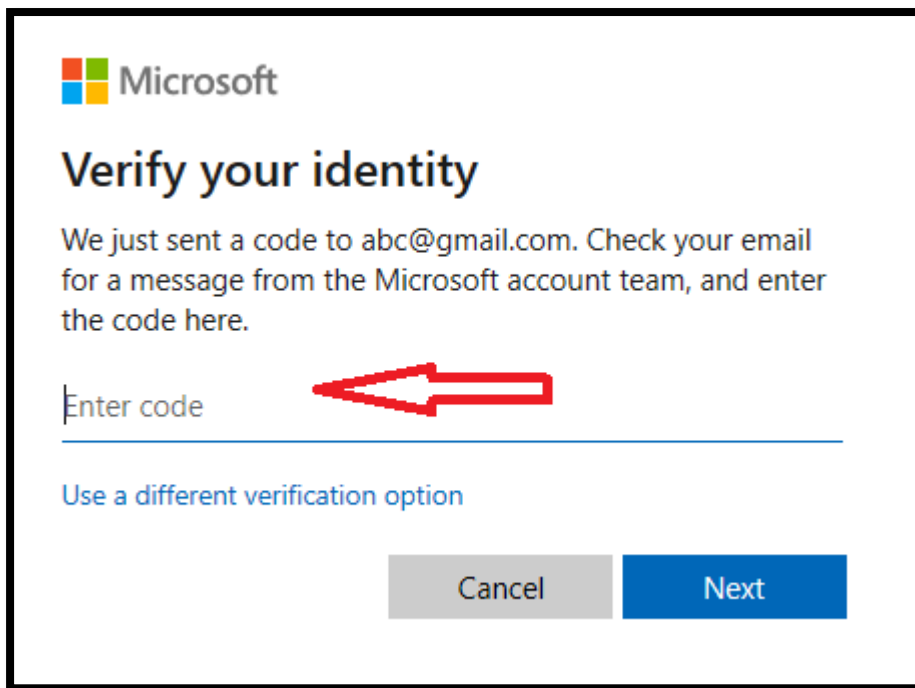 Microsoft
Verify your identity
We just sent a code to abc@gmail.com. Check your email
for a message from the Microsoft account team, and enter
the code here.
Enter code
Use a different verification option
Cancel
Next